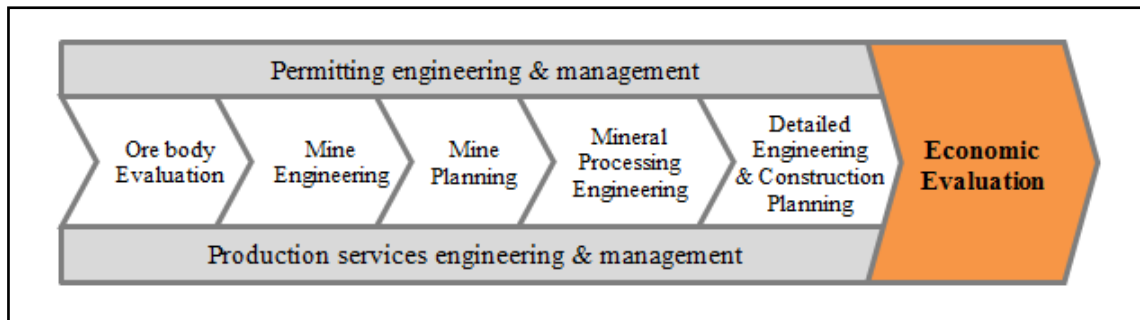 Permitting engineering & management
Ore body
Evaluation
Mine
Engineering
Mine
Planning
Mineral
Processing
Engineering
Detailed
Engineering
& Construction
Planning
Economic
Evaluation
Production services engineering & management